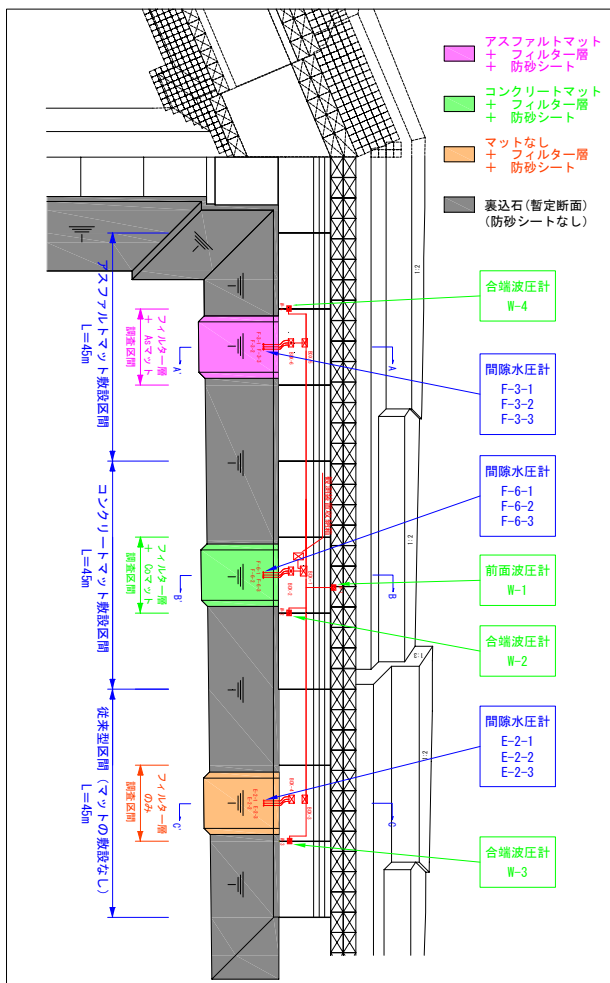 アスファルトマット
+ フィルター層
+ 防砂シート
コンクリートマット
+ フィルター層
+ 防砂シート
マットなし
+ フィルター層
+ 防砂シート
裏込石(暫定断面)
(防砂シートなし)
合端波圧計
W-4
間隙水圧計
F-3-1
F-3-2
F-3-3
間隙水圧計
F-6-1
F-6-2
F-6-3
前面波圧計
W-1
合端波圧計
W-2
間隙水圧計
E-2-1
E-2-2
E-2-3
合端波圧計
W-3
アスファルトマット敷設区間
L=45m
フィルター層
+ Asマット
調査区間
コンクリートマット敷設区間
L=45m
フィルター層
+ Coマット
調査区間
従来型区間(マットの敷設なし)
L=45m
フィルター層
のみ
調査区間
A'
A
B'
B
C'
C
1:2
1:2
1:3
1:2